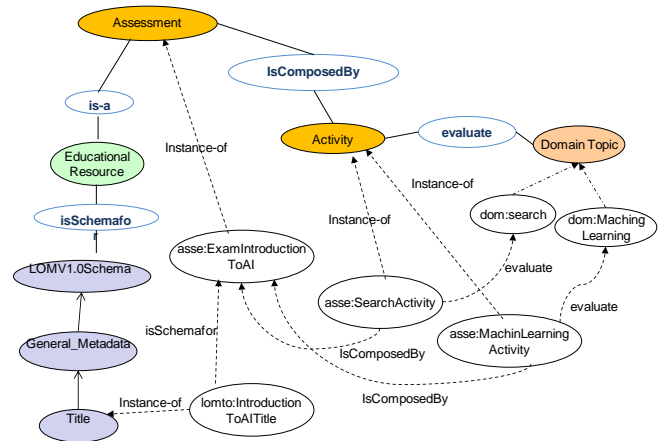 Assessment
IsComposedBy
is-a
Instance-of
Activity
evaluate
Domain Topic
Educational
Resource
Instance-of
Instance-of
dom:search
dom:Maching
Learning
isSchemafo
r
asse:ExamIntroduction
ToAI
LOMV1.0Schema
evaluate
asse:SearchActivity
evaluate
isSchemafor
General_Metadata
asse:MachinLearning
Activity
IsComposedBy
Instance-of
lomto:Introduction
ToAITitle
IsComposedBy
Title